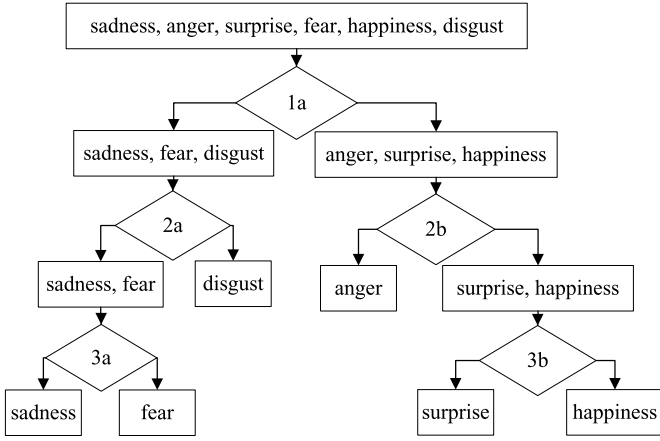 sadness, anger, surprise, fear, happiness, disgust
1a
sadness, fear, disgust
anger, surprise, happiness
2a
2b
sadness, fear
disgust
anger
surprise, happiness
3a
3b
sadness
fear
surprise
happiness